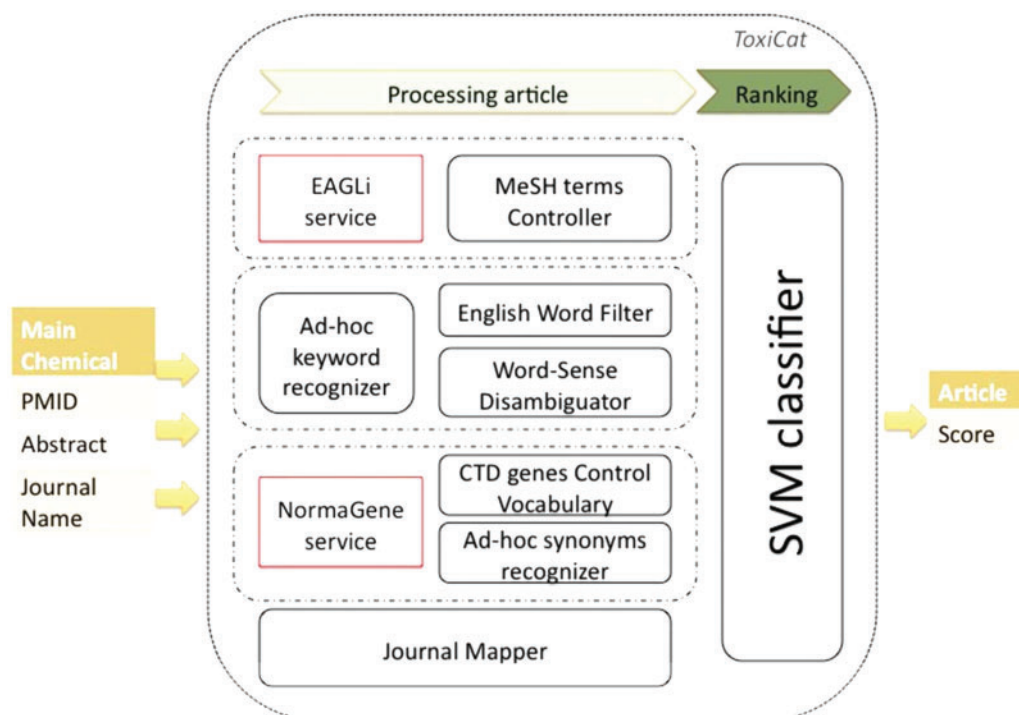 ToxiCat
Processing article
Ranking
EAGLi
service
MeSH terms
Controller
Ad-hoc
keyword
recognizer
English Word Filter
Word-Sense
Disambiguator
NormaGene
service
CTD genes Control
Vocabulary
Ad-hoc synonyms
recognizer
Journal Mapper
SVM classifier
Main
Chemical
PMID
Abstract
Journal
Name
Article
Score